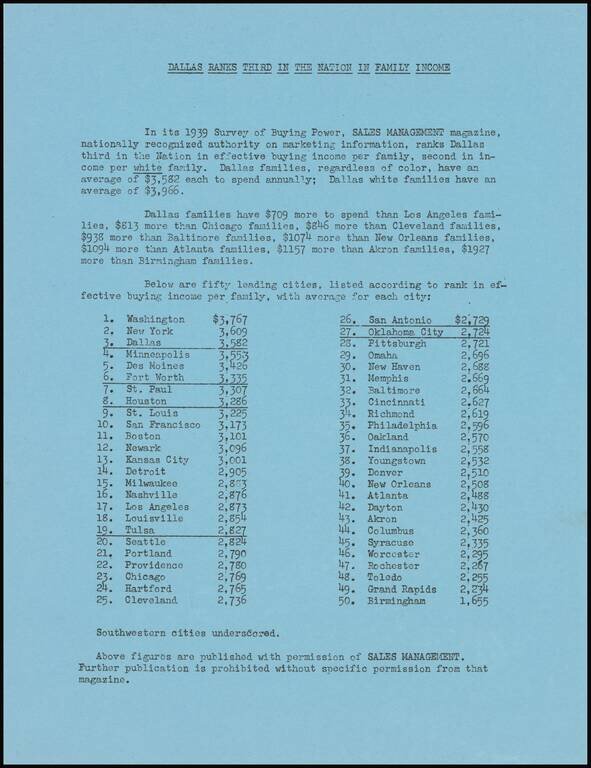 DALLAS RANKS THIRD IN THE NATION IN FAMILY INCOME
In its 1939 Survey of Buying Power, SALES MANAGEMENT magazine,
nationally recognized authority on marketing information, ranks Dallas
third in the Nation in effective buying income per family, second in in-
come per white family. Dallas families, regardless of color, have an
average of $3,582 each to spend annually; Dallas white families have an
average of $3,966.
Dallas families have $709 more to spend than Los Angeles fami-
lies, $813 more than Chicago families, $846 more than Cleveland families,
$938 more than Baltimore families, $1074 more than New Orleans families,
$1094 more than Atlanta families, $1157 more than Akron families, $1927
more than Birmingham families.
Below are fifty leading cities, listed according to rank in ef-
fective buying income per family, with average for each city:
1. Washington $3,767
2. New York 3,609
3. Dallas 3,582
4. Minneapolis 3,553
5. Des Moines 3,426
6. Fort Worth 3,335
7. St. Paul 3,307
8. Houston 3,286
9. St. Louis 3,225
10. San Francisco 3,173
11. Boston 3,101
12. Newark 3,096
13. Kansas City 3,001
14. Detroit 2,905
15. Milwaukee 2,883
16. Nashville 2,876
17. Los Angeles 2,873
18. Louisville 2,854
19. Tulsa 2,827
20. Seattle 2,824
21. Portland 2,790
22. Providence 2,780
23. Chicago 2,769
24. Hartford 2,765
25. Cleveland 2,736
26. San Antonio $2,729
27. Oklahoma City 2,724
28. Pittsburgh 2,721
29. Omaha 2,696
30. New Haven 2,688
31. Memphis 2,669
32. Baltimore 2,664
33. Cincinnati 2,627
34. Richmond 2,619
35. Philadelphia 2,596
36. Oakland 2,570
37. Indianapolis 2,558
38. Youngstown 2,532
39. Denver 2,510
40. New Orleans 2,508
41. Atlanta 2,488
42. Dayton 2,430
43. Akron 2,425
44. Columbus 2,360
45. Syracuse 2,335
46. Worcester 2,295
47. Rochester 2,267
48. Toledo 2,255
49. Grand Rapids 2,234
50. Birmingham 1,655
Southwestern cities underscored.
Above figures are published with permission of SALES MANAGEMENT.
Further publication is prohibited without specific permission from that
magazine.